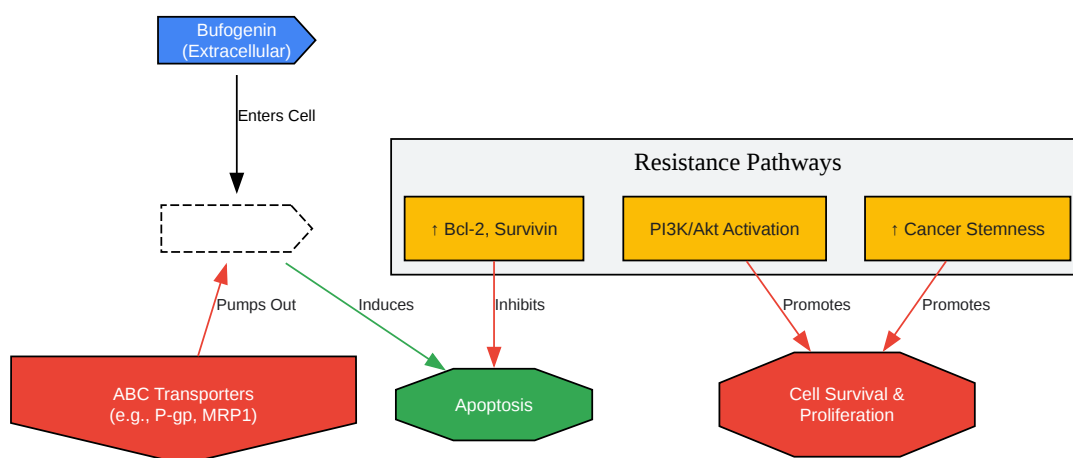 Bufogenin
(Extracellular)
Enters Cell
Resistance Pathways
↑ Bcl-2, Survivin
PI3K/Akt Activation
↑ Cancer Stemness
Pumps Out
Induces
Inhibits
Promotes
Promotes
ABC Transporters
(e.g., P-gp, MRP1)
Apoptosis
Cell Survival &
Proliferation